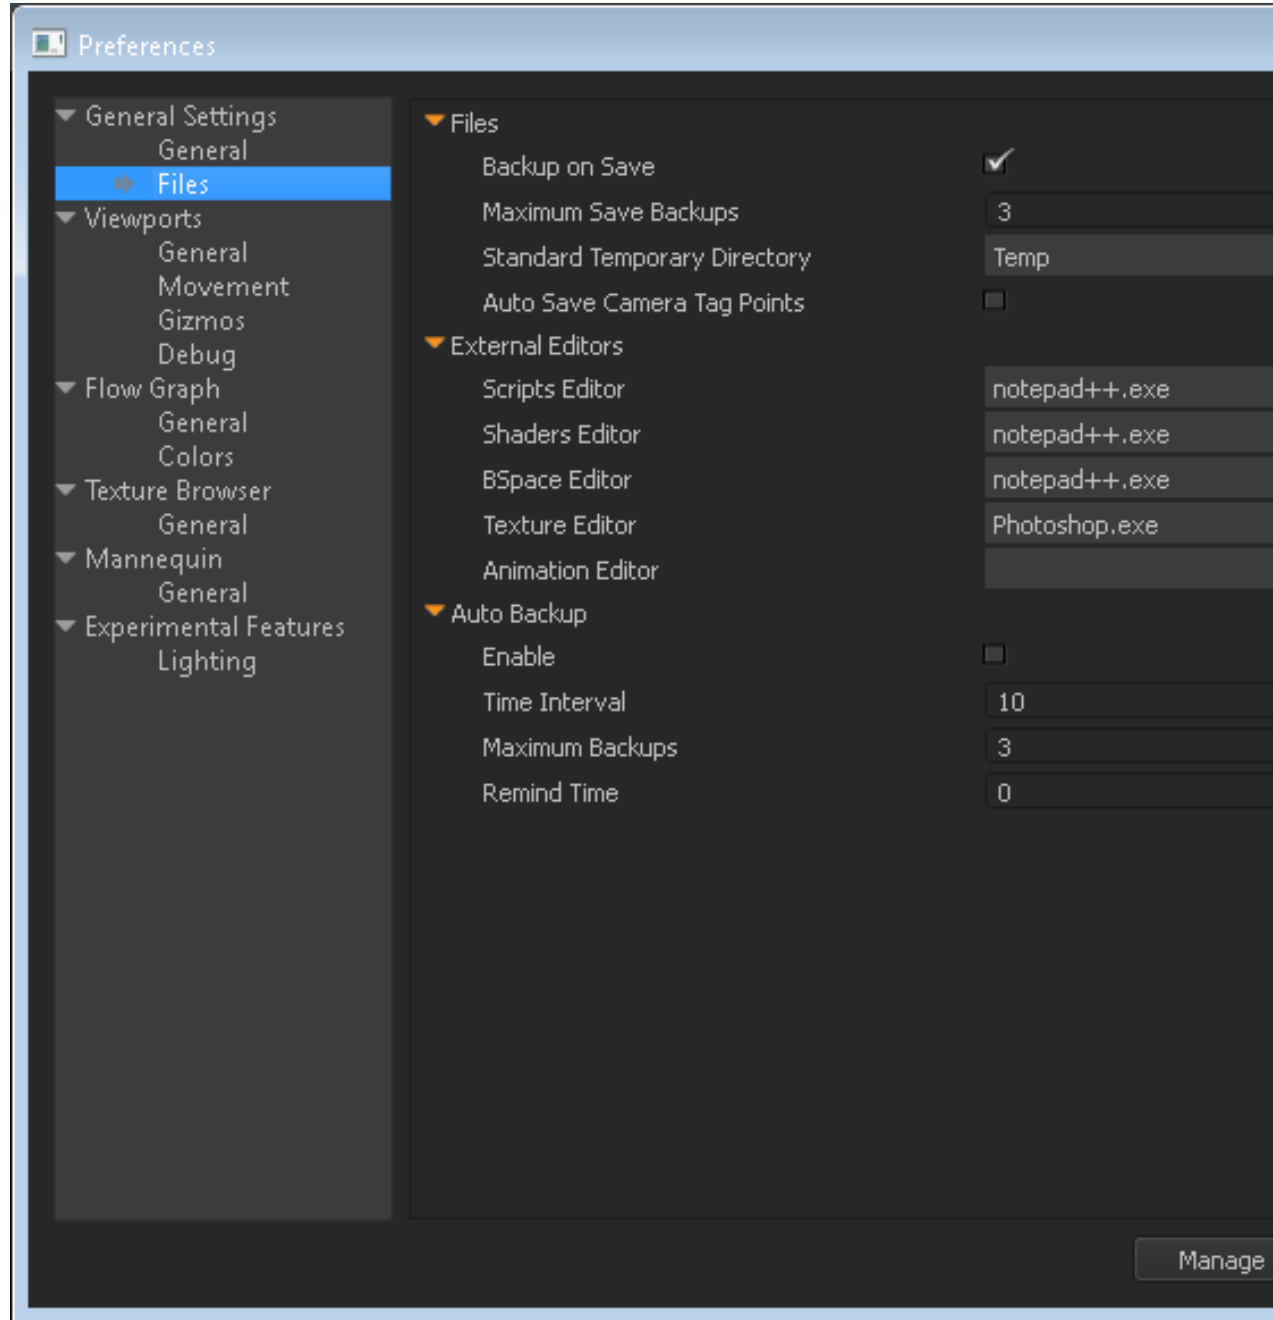 Preferences
General Settings
General
Files
Viewports
General
Movement
Gizmos
Debug
Flow Graph
General
Colors
Texture Browser
General
Mannequin
General
Experimental Features
Lighting
Files
Backup on Save
Maximum Save Backups 3
Standard Temporary Directory Temp
Auto Save Camera Tag Points
External Editors
Scripts Editor notepad++.exe
Shaders Editor notepad++.exe
BSpace Editor notepad++.exe
Texture Editor Photoshop.exe
Animation Editor
Auto Backup
Enable
Time Interval 10
Maximum Backups 3
Remind Time 0
Manage